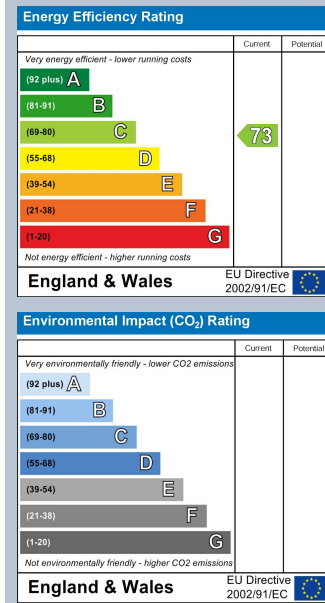 Energy Efficiency Rating
Current Potential
Very energy efficient - lower running costs
(92 plus) A
(81-91) B
(69-80) C
73
(55-68) D
(39-54) E
(21-38) F
(1-20) G
Not energy efficient - higher running costs
England & Wales
EU Directive
2002/91/EC
Environmental Impact (CO₂) Rating
Current Potential
Very environmentally friendly - lower CO2 emissions
(92 plus) A
(81-91) B
(69-80) C
(55-68) D
(39-54) E
(21-38) F
(1-20) G
Not environmentally friendly - higher CO2 emissions
England & Wales
EU Directive
2002/91/EC